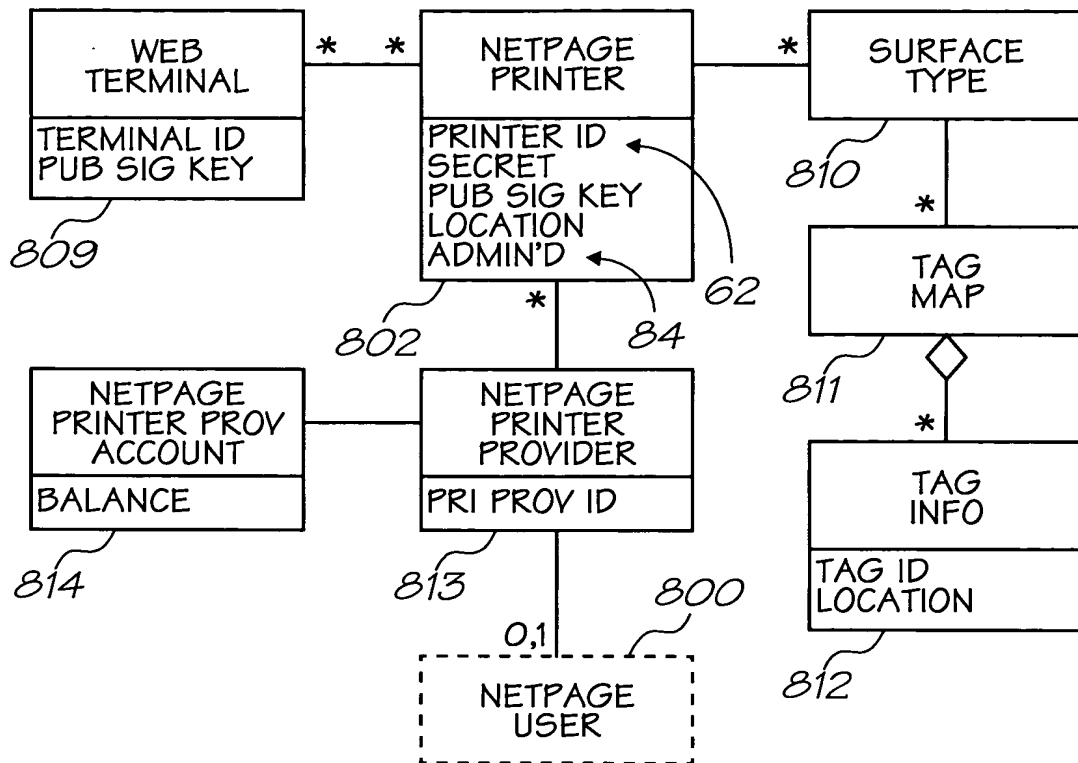 WEB
TERMINAL
TERMINAL ID
PUB SIG KEY
809
* *
NETPAGE
PRINTER
PRINTER ID
SECRET
PUB SIG KEY
LOCATION
ADMIN'D
802
62
84
*
SURFACE
TYPE
810
*
TAG
MAP
811
*
*
NETPAGE
PRINTER PROV
ACCOUNT
BALANCE
814
NETPAGE
PRINTER
PROVIDER
PRI PROV ID
813
TAG
INFO
TAG ID
LOCATION
812
800
0,1
NETPAGE
USER